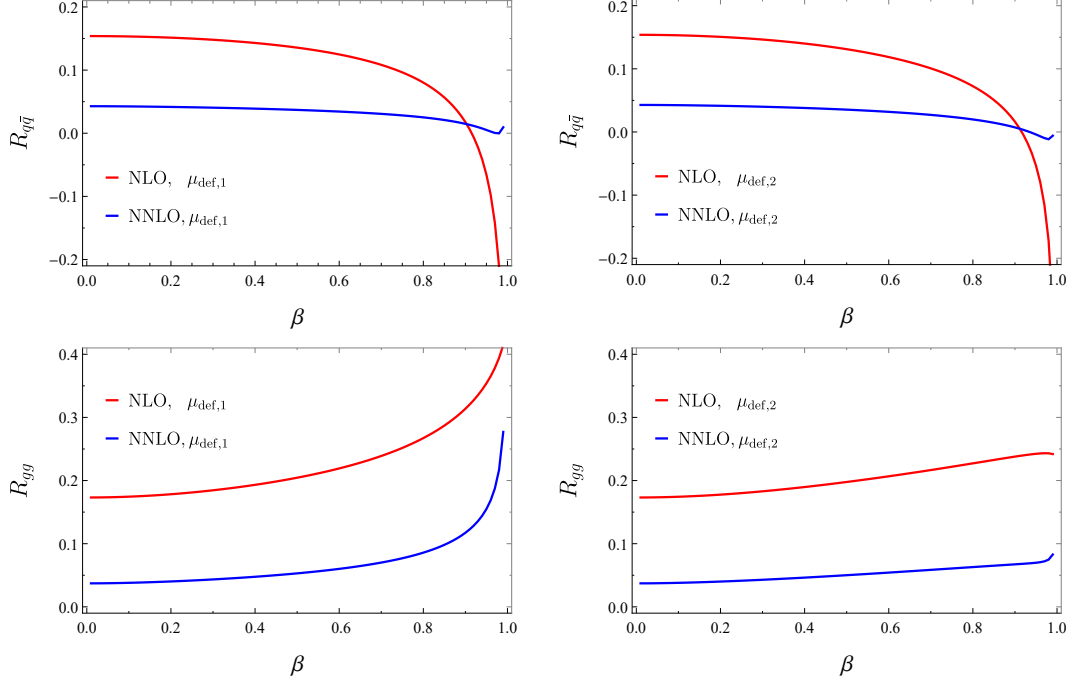 0.2
0.1
0.0
−0.1
−0.2
R_{q\bar{q}}
NLO, μ_{def,1}
NNLO, μ_{def,1}
0.0 0.2 0.4 0.6 0.8 1.0
β
0.2
0.1
0.0
−0.1
−0.2
R_{q\bar{q}}
NLO, μ_{def,2}
NNLO, μ_{def,2}
0.0 0.2 0.4 0.6 0.8 1.0
β
0.4
0.3
0.2
0.1
0.0
R_{gg}
NLO, μ_{def,1}
NNLO, μ_{def,1}
0.0 0.2 0.4 0.6 0.8 1.0
β
0.4
0.3
0.2
0.1
0.0
R_{gg}
NLO, μ_{def,2}
NNLO, μ_{def,2}
0.0 0.2 0.4 0.6 0.8 1.0
β